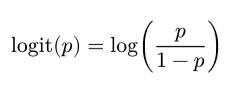 logit(p) = log(p / (1 − p))